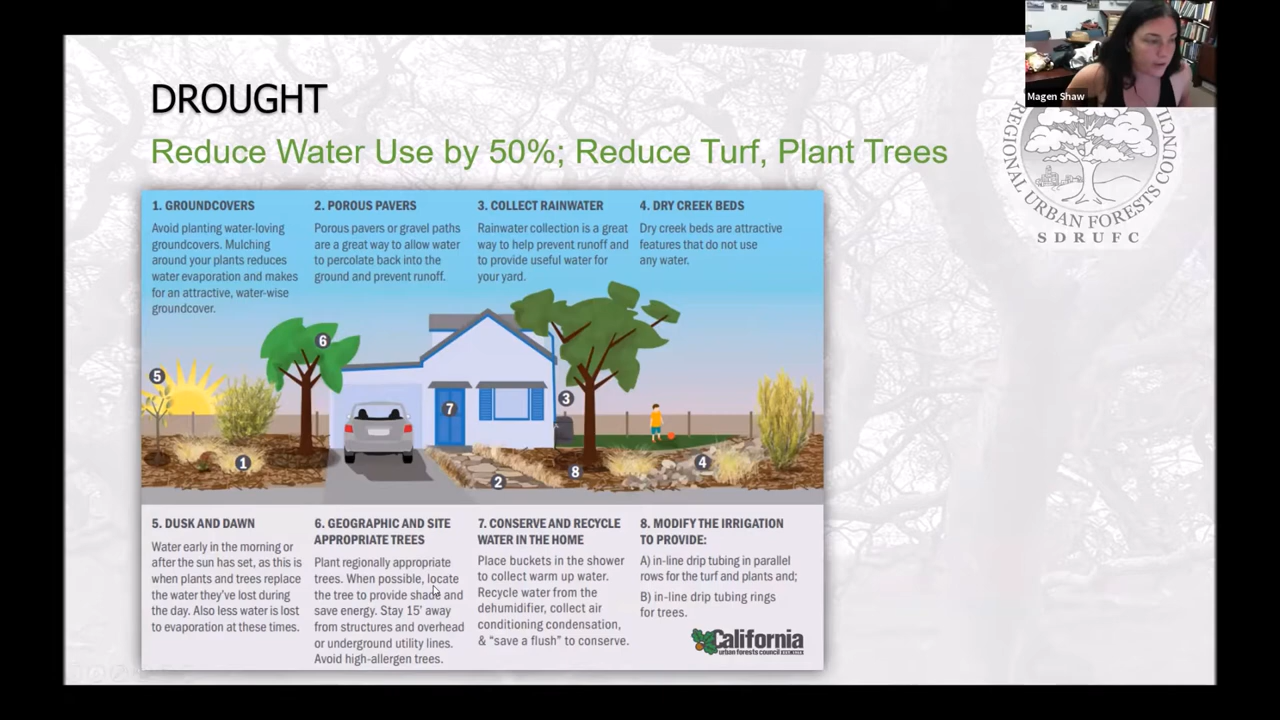 DROUGHT
Reduce Water Use by 50%; Reduce Turf, Plant Trees
Magen Shaw
REGIONAL URBAN FORESTS COUNCIL
SDRUFC
1. GROUNDCOVERS
Avoid planting water-loving
groundcovers. Mulching
around your plants reduces
water evaporation and makes
for an attractive, water-wise
groundcover.
2. POROUS PAVERS
Porous pavers or gravel paths
are a great way to allow water
to percolate back into the
ground and prevent runoff.
3. COLLECT RAINWATER
Rainwater collection is a great
way to help prevent runoff and
to provide useful water for
your yard.
4. DRY CREEK BEDS
Dry creek beds are attractive
features that do not use
any water.
5
6
7
3
1
2
8
4
5. DUSK AND DAWN
Water early in the morning or
after the sun has set, as this is
when plants and trees replace
the water they've lost during
the day. Also less water is lost
to evaporation at these times.
6. GEOGRAPHIC AND SITE
APPROPRIATE TREES
Plant regionally appropriate
trees. When possible, locate
the tree to provide shade and
save energy. Stay 15' away
from structures and overhead
or underground utility lines.
Avoid high-allergen trees.
7. CONSERVE AND RECYCLE
WATER IN THE HOME
Place buckets in the shower
to collect warm up water.
Recycle water from the
dehumidifier, collect air
conditioning condensation,
& “save a flush” to conserve.
8. MODIFY THE IRRIGATION
TO PROVIDE:
A) in-line drip tubing in parallel
rows for the turf and plants and;
B) in-line drip tubing rings
for trees.
California
urban forests council